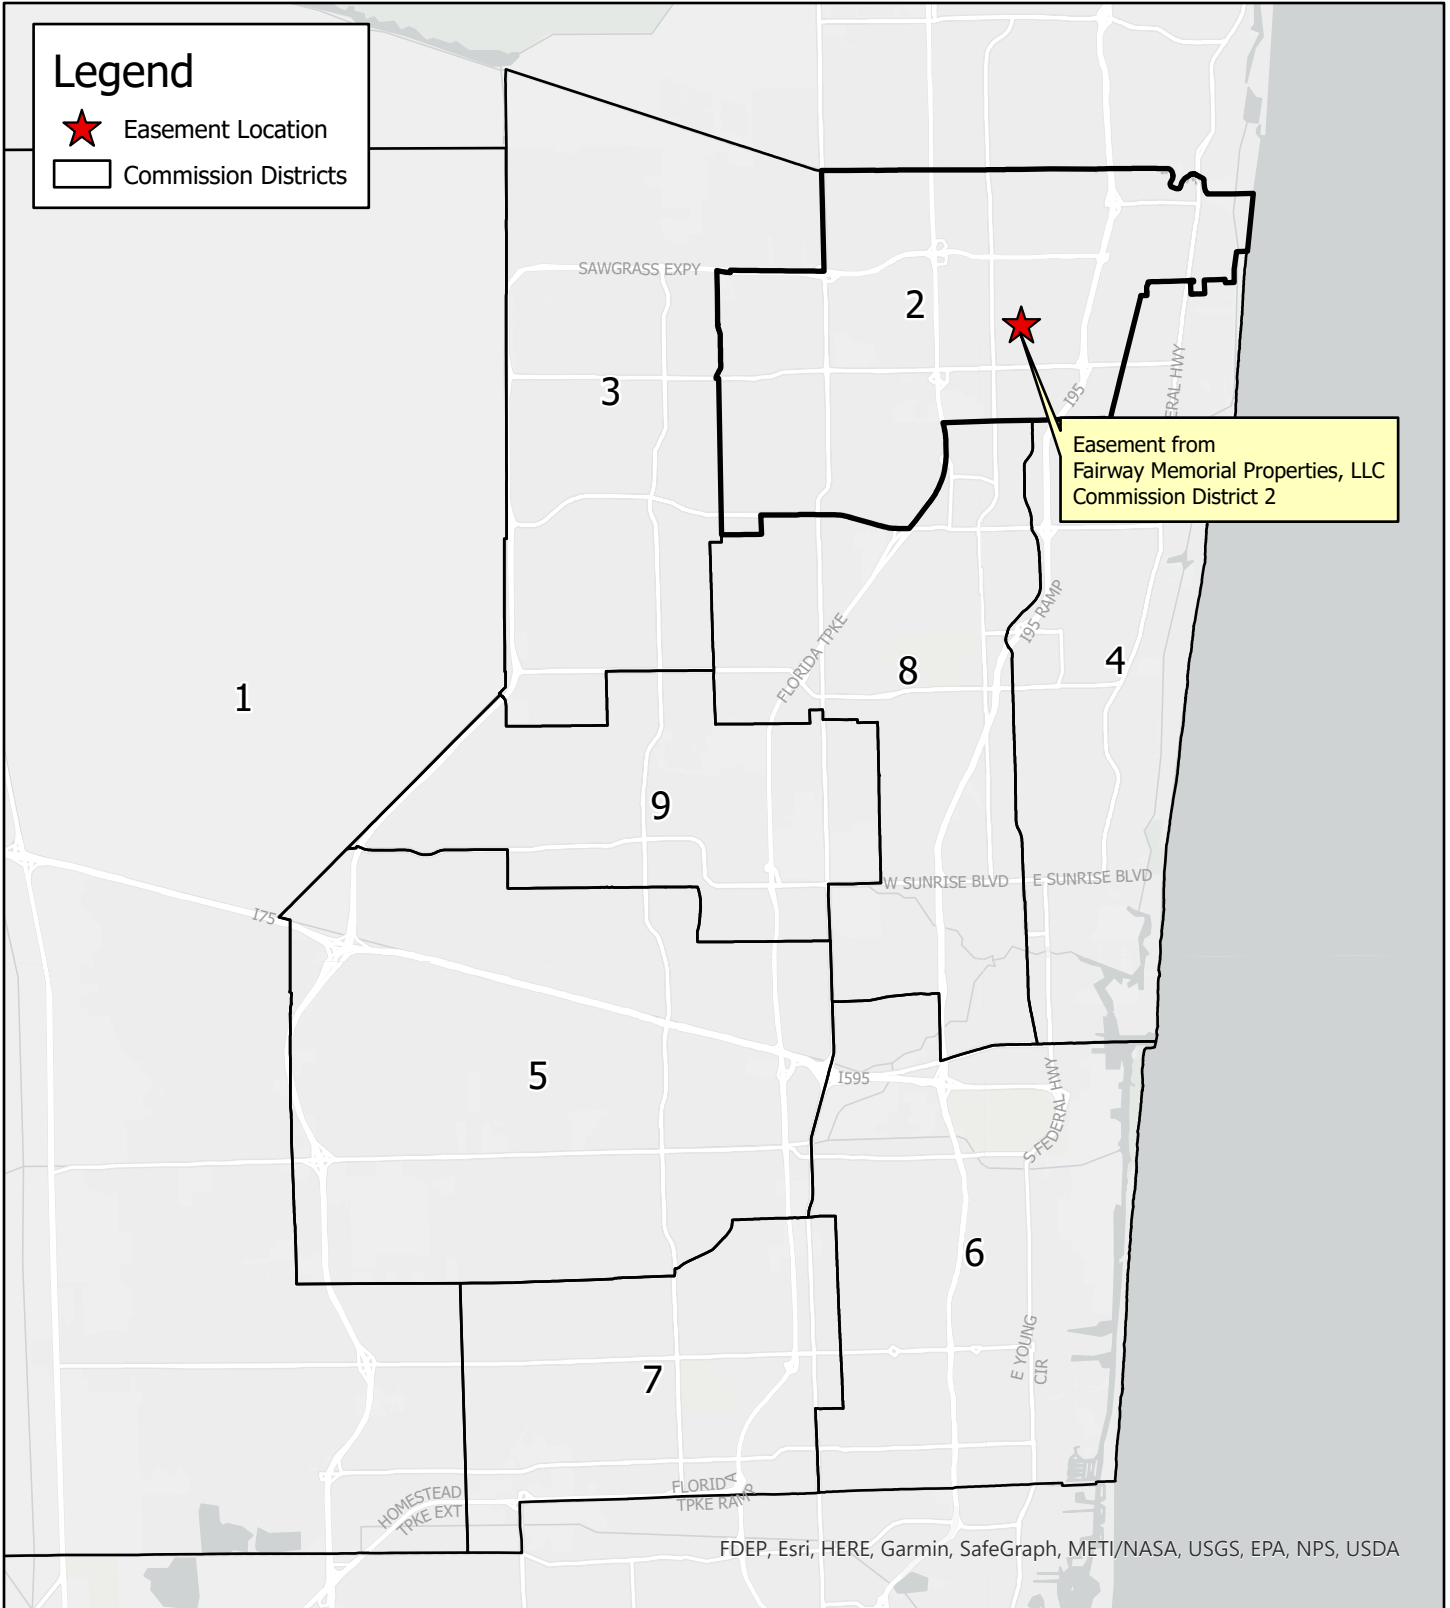 Legend
Easement Location
Commission Districts
SAWGRASS EXPY
2
3
ERAL HWY
I95
Easement from
Fairway Memorial Properties, LLC
Commission District 2
I95 RAMP
FLORIDA TPKE
4
8
1
9
W SUNRISE BLVD
E SUNRISE BLVD
I75
5
I595
S FEDERAL HWY
6
E YOUNG
CIR
7
FLORIDA
TPKE RAMP
HOMESTEAD
TPKE EXT
FDEP, Esri, HERE, Garmin, SafeGraph, METI/NASA, USGS, EPA, NPS, USDA